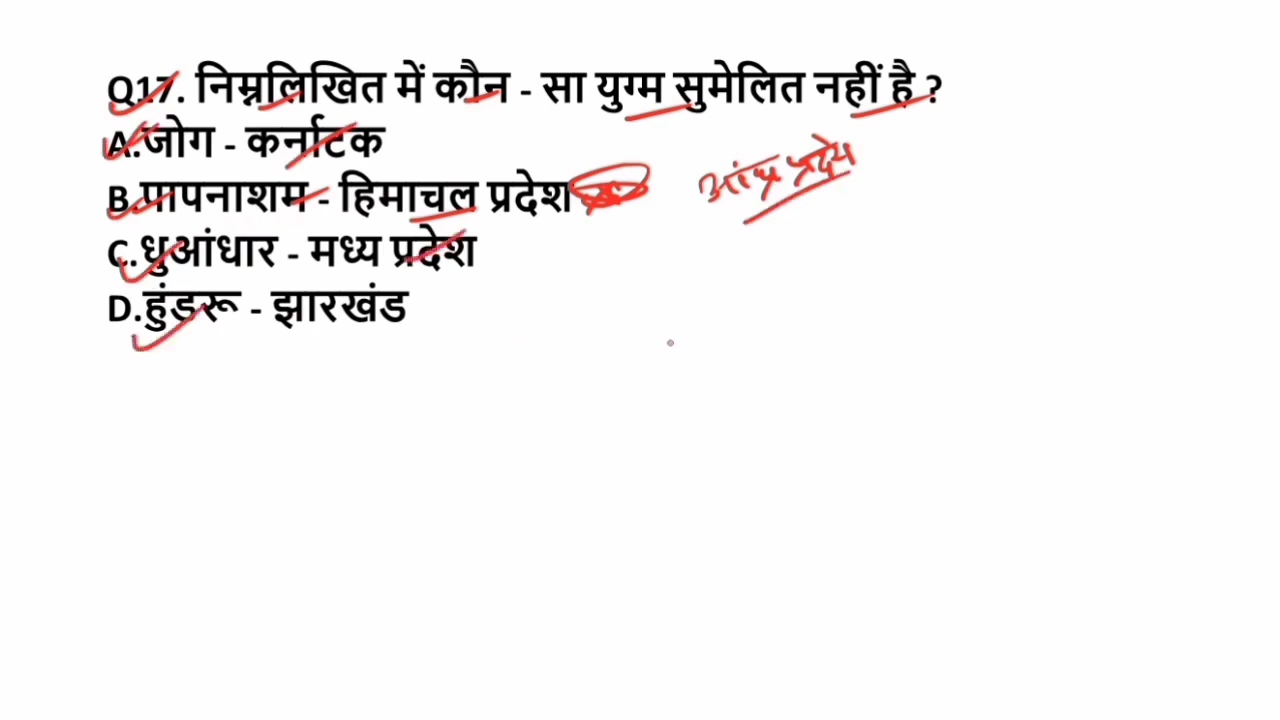 Q17. निम्नलिखित में कौन - सा युग्म सुमेलित नहीं है ?
A.जोग - कर्नाटक
B.पापनाशम - हिमाचल प्रदेश आंध्र प्रदेश
C.धुआंधार - मध्य प्रदेश
D.हुंडरू - झारखंड